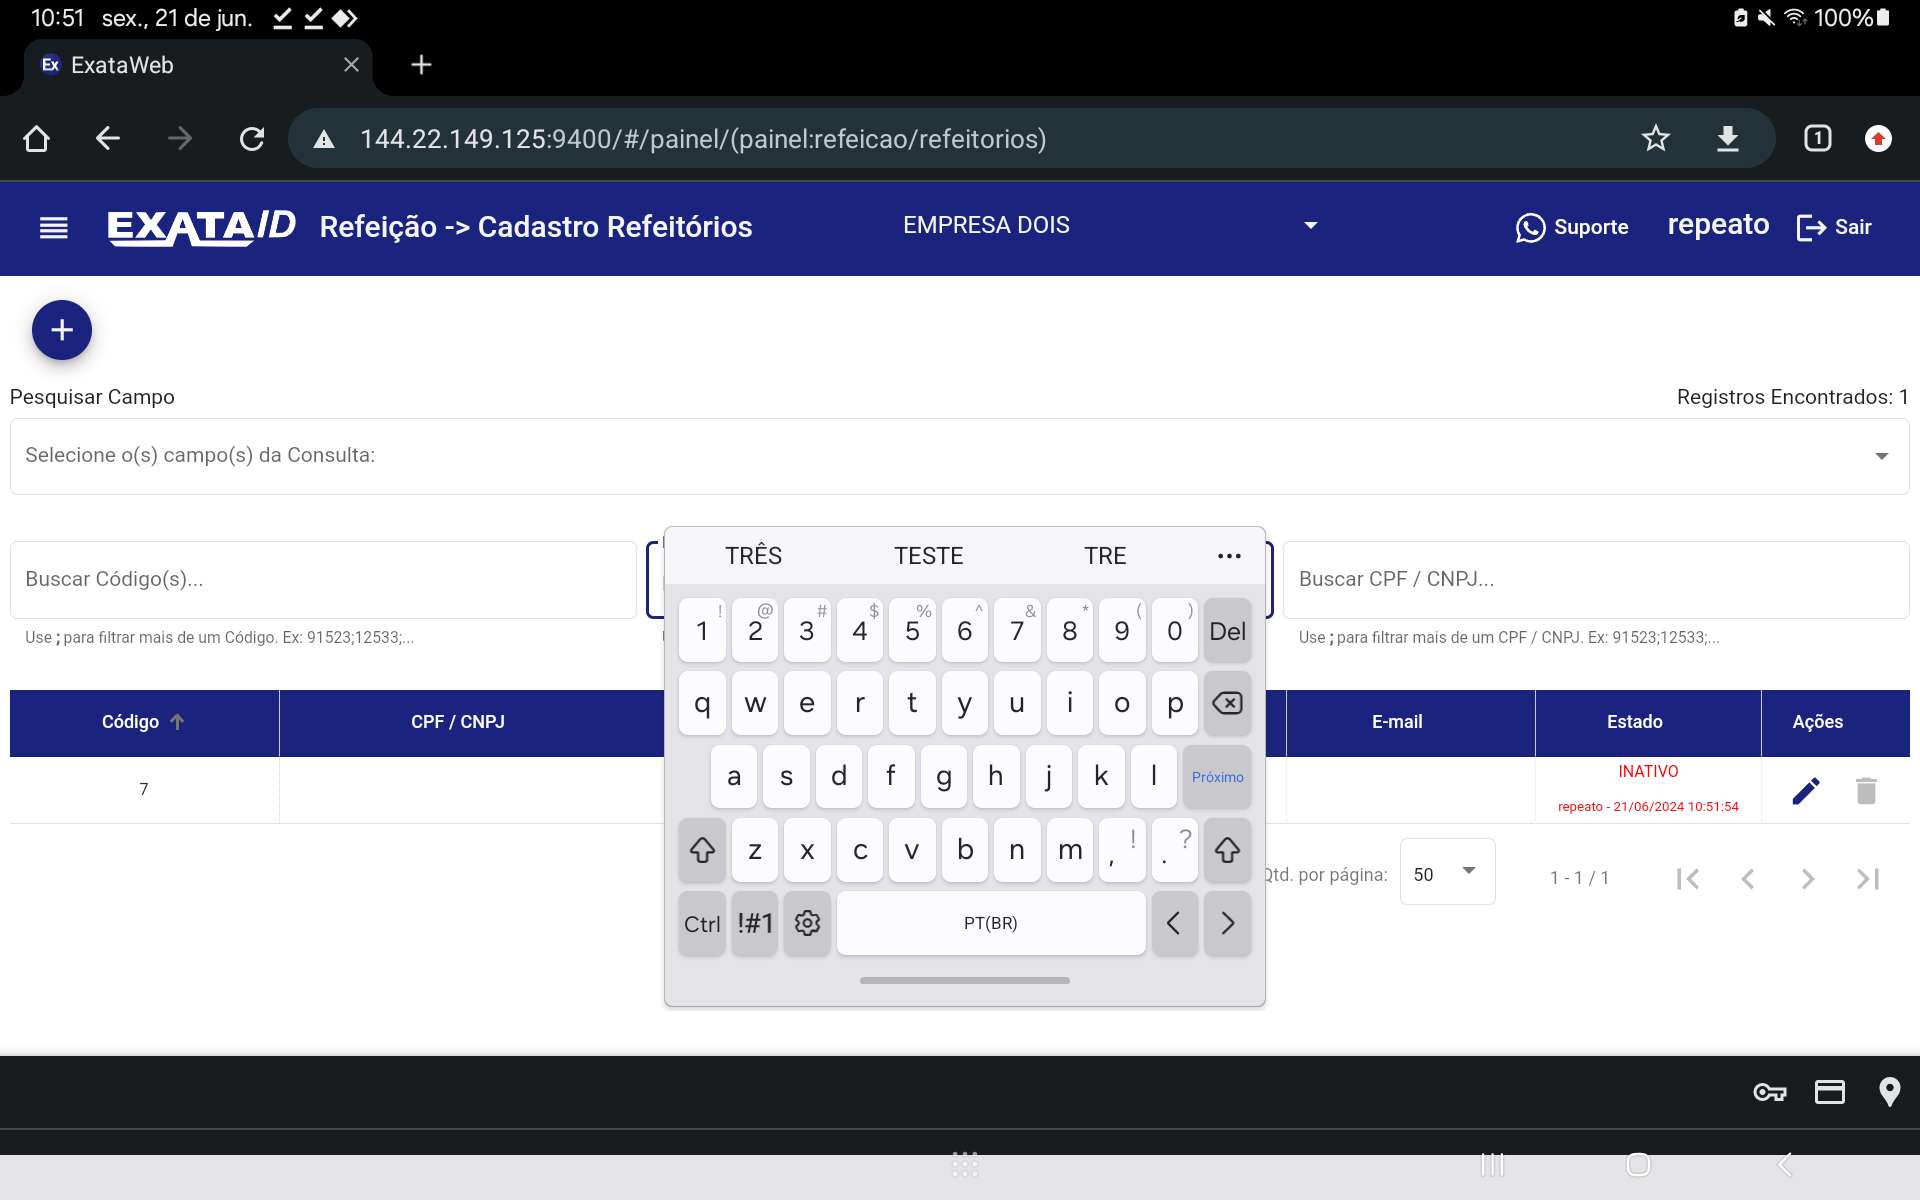 10:51 sex., 21 de jun.
100%
Ex ExataWeb
144.22.149.125:9400/#/painel/(painel:refeicao/refeitorios)
1
EXATA/ID Refeição -> Cadastro Refeitórios EMPRESA DOIS Suporte repeato Sair
+
Pesquisar Campo Registros Encontrados: 1
Selecione o(s) campo(s) da Consulta:
Buscar Código(s)... Buscar CPF / CNPJ...
Use ; para filtrar mais de um Código. Ex: 91523;12533;... Use ; para filtrar mais de um CPF / CNPJ. Ex: 91523;12533;...
Código CPF / CNPJ E-mail Estado Ações
7 INATIVO
repeato - 21/06/2024 10:51:54
Qtd. por página: 50 1 - 1 / 1
TRÊS TESTE TRE ...
! @ # $ % ^ & * ( )
1 2 3 4 5 6 7 8 9 0 Del
q w e r t y u i o p
a s d f g h j k l Próximo
z x c v b n m , ! . ?
Ctrl !#1 PT(BR) < >